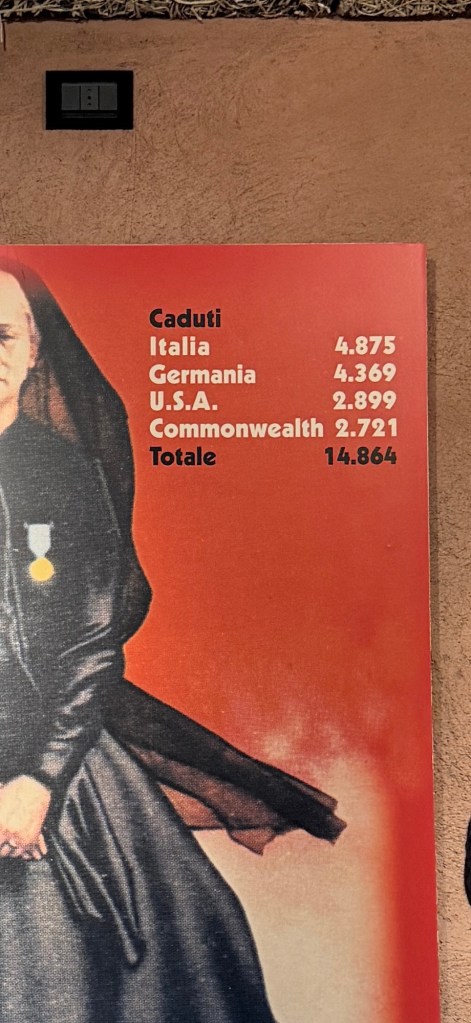 Caduti
Italia 4.875
Germania 4.369
U.S.A. 2.899
Commonwealth 2.721
Totale 14.864